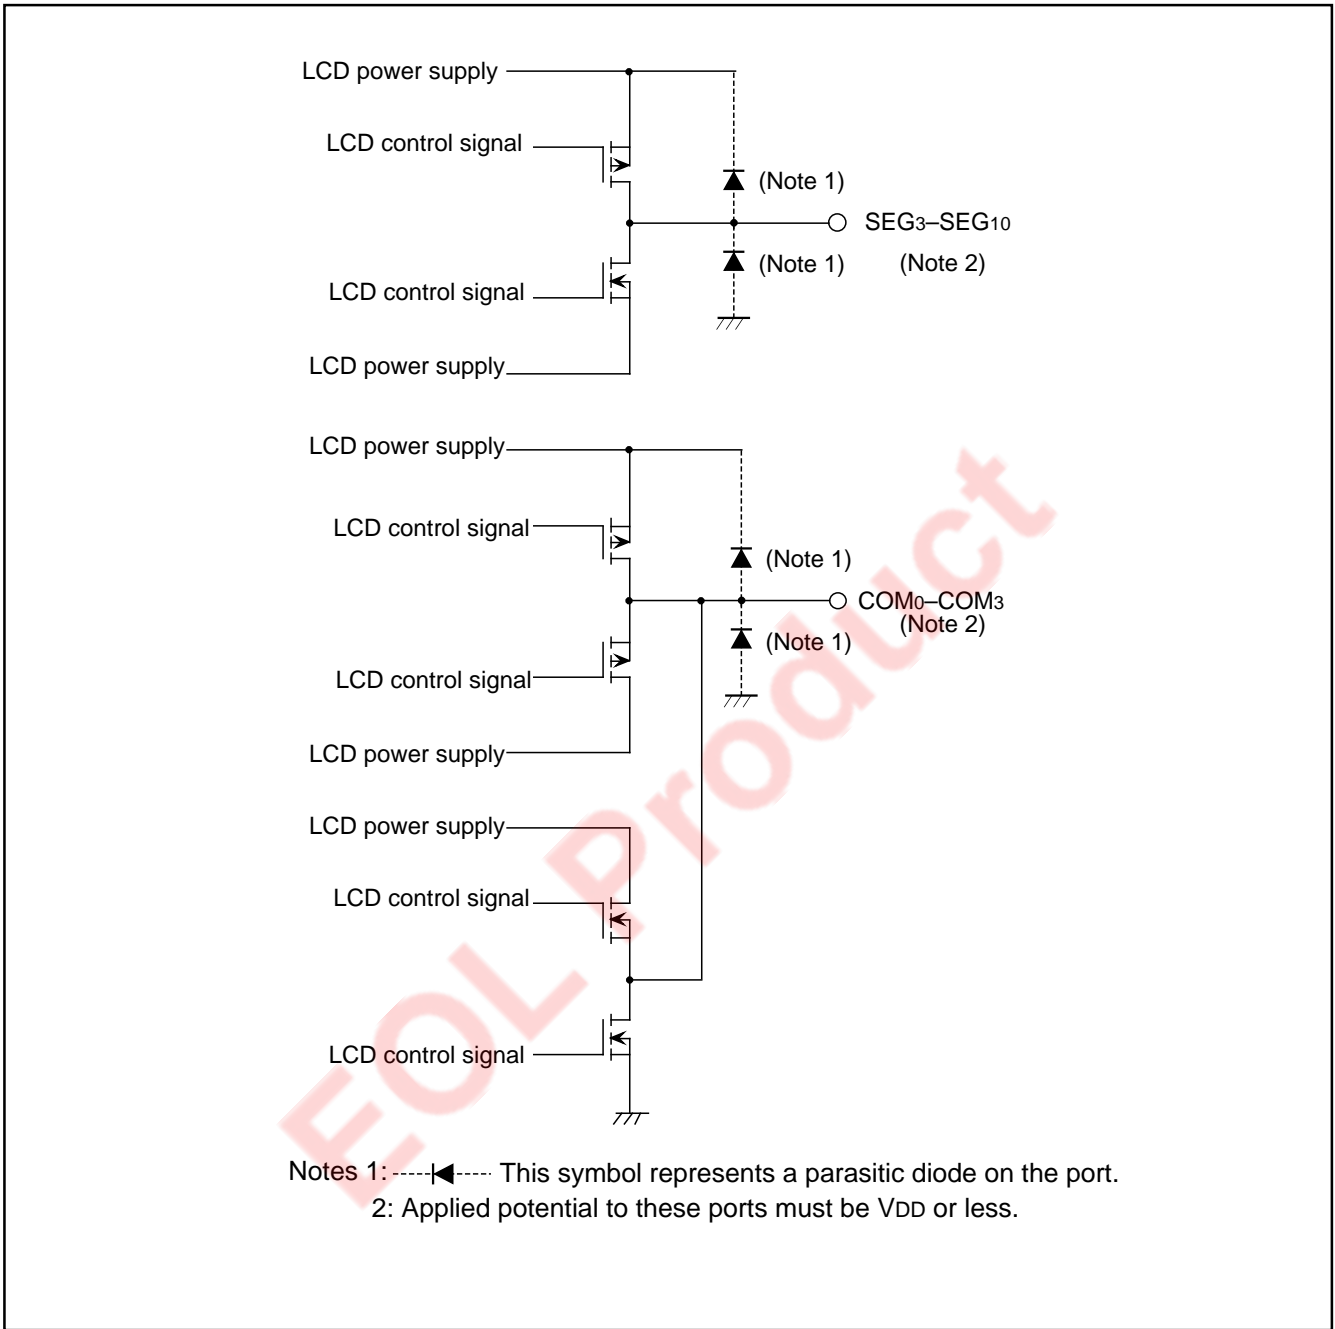 LCD power supply
LCD control signal
(Note 1)
SEG3–SEG10
(Note 1)
(Note 2)
LCD control signal
LCD power supply
LCD power supply
LCD control signal
(Note 1)
COM0–COM3
(Note 2)
(Note 1)
LCD control signal
LCD power supply
LCD power supply
LCD control signal
LCD control signal
EOL Product
Notes 1: This symbol represents a parasitic diode on the port.
2: Applied potential to these ports must be VDD or less.